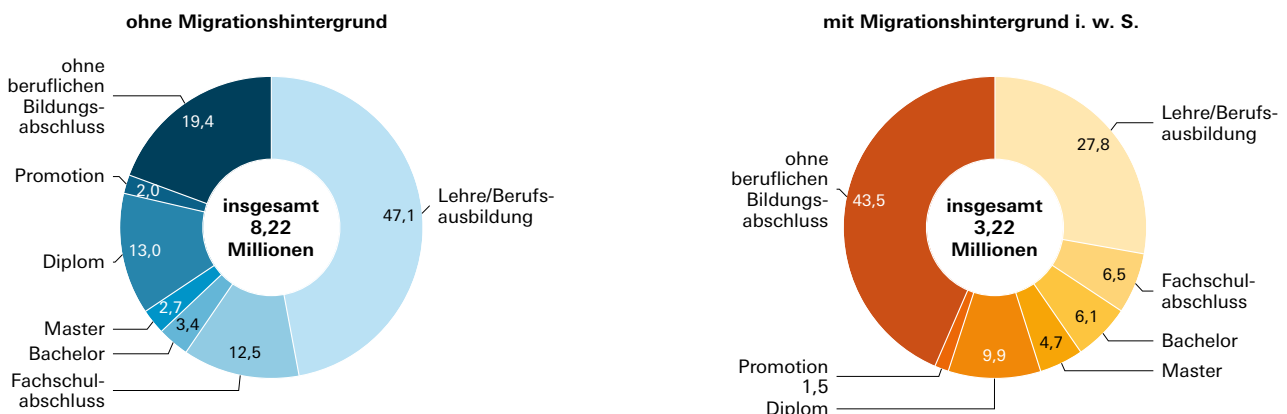 ohne Migrationshintergrund
ohne
beruflichen
Bildungs-
abschluss
19,4
Promotion
2,0
Diplom
13,0
Master
2,7
Bachelor
3,4
Fachschul-
abschluss
12,5
insgesamt
8,22
Millionen
47,1
Lehre/Berufs-
ausbildung
mit Migrationshintergrund i. w. S.
ohne
beruflichen
Bildungs-
abschluss
43,5
insgesamt
3,22
Millionen
27,8
Lehre/Berufs-
ausbildung
6,5
Fachschul-
abschluss
6,1
Bachelor
4,7
Master
9,9
Promotion
1,5
Diplom